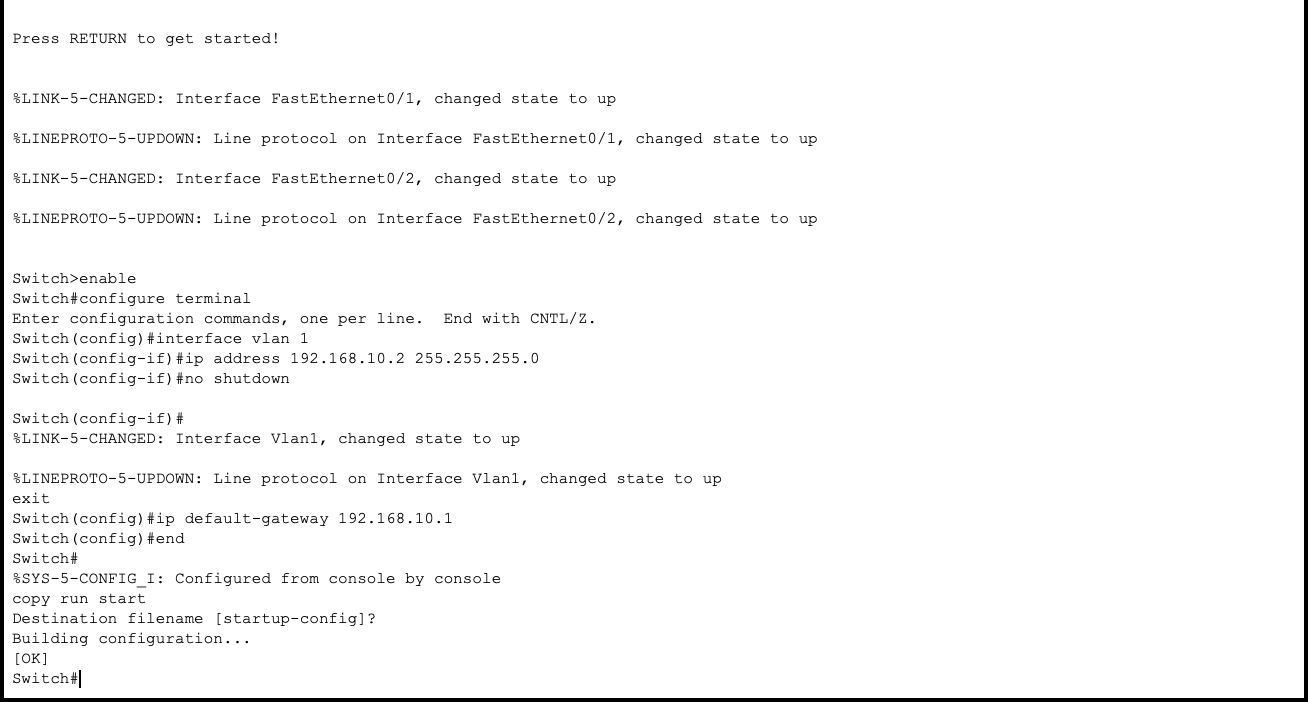 Press RETURN to get started!
%LINK-5-CHANGED: Interface FastEthernet0/1, changed state to up
%LINEPROTO-5-UPDOWN: Line protocol on Interface FastEthernet0/1, changed state to up
%LINK-5-CHANGED: Interface FastEthernet0/2, changed state to up
%LINEPROTO-5-UPDOWN: Line protocol on Interface FastEthernet0/2, changed state to up
Switch>enable
Switch#configure terminal
Enter configuration commands, one per line.  End with CNTL/Z.
Switch(config)#interface vlan 1
Switch(config-if)#ip address 192.168.10.2 255.255.255.0
Switch(config-if)#no shutdown
Switch(config-if)#
%LINK-5-CHANGED: Interface Vlan1, changed state to up
%LINEPROTO-5-UPDOWN: Line protocol on Interface Vlan1, changed state to up
exit
Switch(config)#ip default-gateway 192.168.10.1
Switch(config)#end
Switch#
%SYS-5-CONFIG_I: Configured from console by console
copy run start
Destination filename [startup-config]?
Building configuration...
[OK]
Switch#